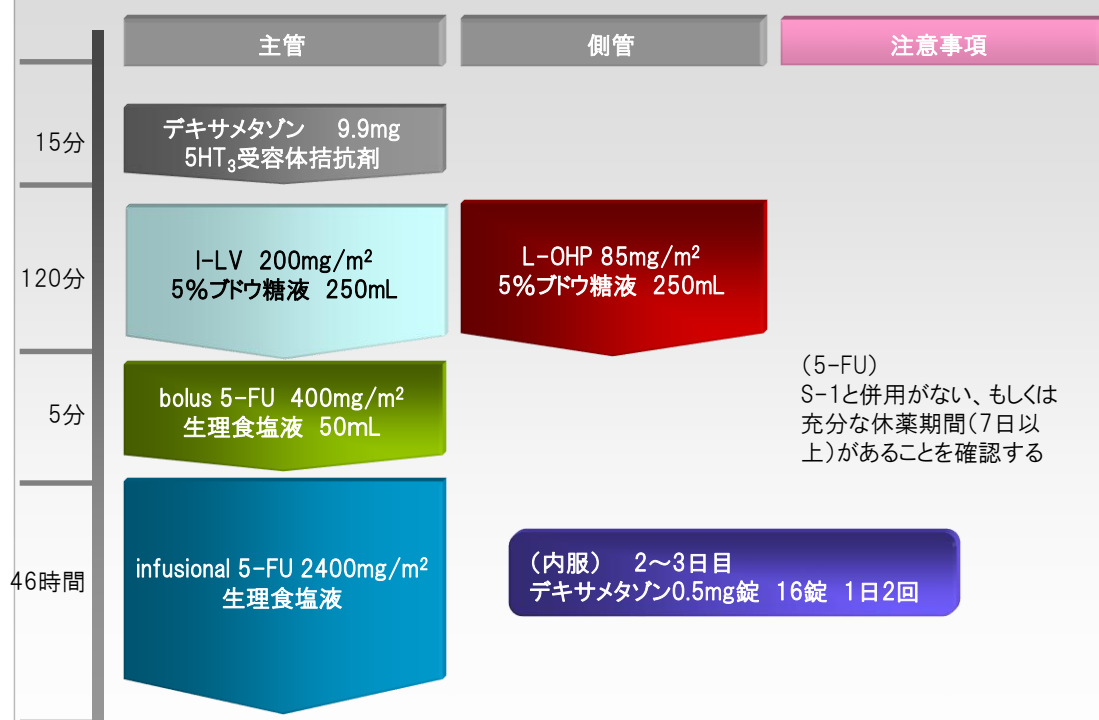 主管
側管
注意事項
15分
デキサメタゾン 9.9mg
5HT₃受容体拮抗剤
120分
l-LV 200mg/m²
5%ブドウ糖液 250mL
L-OHP 85mg/m²
5%ブドウ糖液 250mL
5分
bolus 5-FU 400mg/m²
生理食塩液 50mL
(5-FU)
S-1と併用がない、もしくは
充分な休薬期間(7日以
上)があることを確認する
46時間
infusional 5-FU 2400mg/m²
生理食塩液
(内服) 2~3日目
デキサメタゾン0.5mg錠 16錠 1日2回